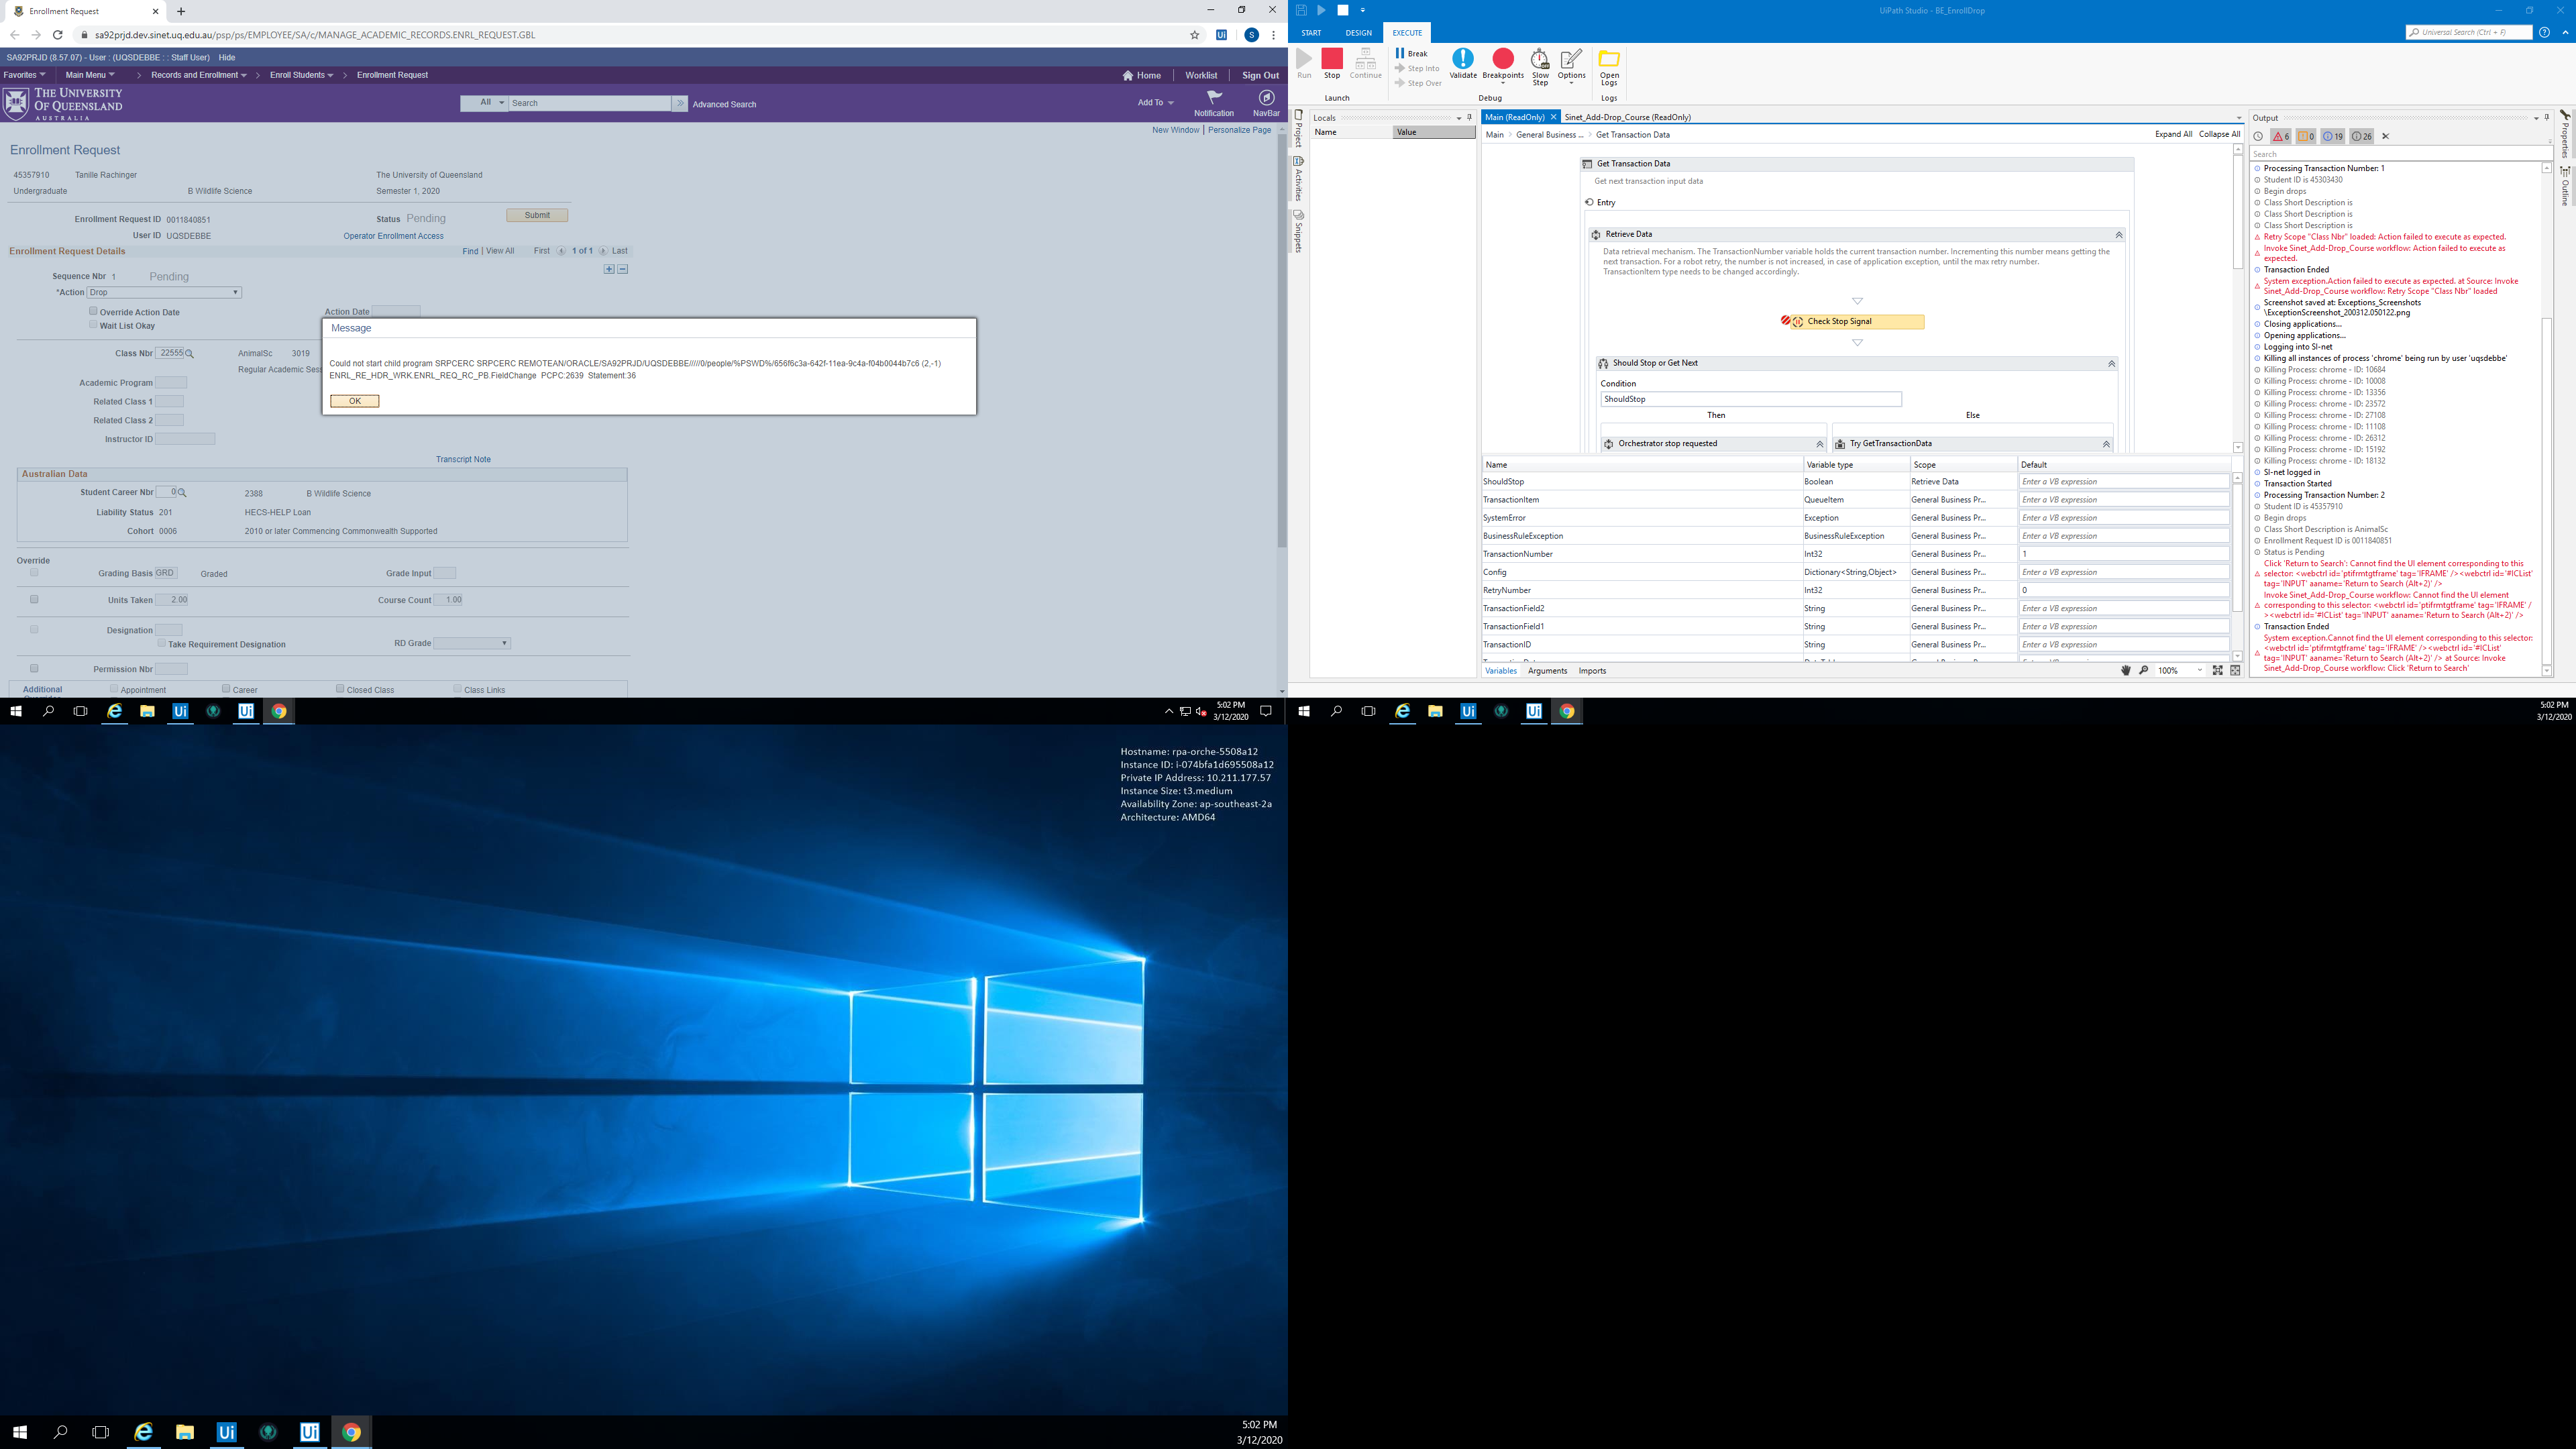 Enrollment Request
sa92prjd.dev.sinet.uq.edu.au/psp/ps/EMPLOYEE/SA/c/MANAGE_ACADEMIC_RECORDS.ENRL_REQUEST.GBL
SA92PRJD (8.57.07) - User : (UQSDEBBE : : Staff User) Hide
Favorites Main Menu > Records and Enrollment > Enroll Students > Enrollment Request
Home | Worklist | Sign Out
THE UNIVERSITY
OF QUEENSLAND
AUSTRALIA
All Search » Advanced Search
Add To Notification NavBar
New Window | Personalize Page
Enrollment Request
45357910 Tanille Rachinger The University of Queensland
Undergraduate B Wildlife Science Semester 1, 2020
Enrollment Request ID 0011840851 Status Pending Submit
User ID UQSDEBBE Operator Enrollment Access
Enrollment Request Details Find | View All First 1 of 1 Last
Sequence Nbr 1 Pending
*Action Drop
Override Action Date Action Date
Wait List Okay
Class Nbr 22555 AnimalSc 3019
Regular Academic Sess
Academic Program
Related Class 1
Related Class 2
Instructor ID
Message
Could not start child program SRPCERC SRPCERC REMOTEAN/ORACLE/SA92PRJD/UQSDEBBE/////0/people/%PSWD%/656f6c3a-642f-11ea-9c4a-f04b0044b7c6 (2,-1)
ENRL_RE_HDR_WRK.ENRL_REQ_RC_PB.FieldChange PCPC:2639 Statement:36
OK
Transcript Note
Australian Data
Student Career Nbr 0 2388 B Wildlife Science
Liability Status 201 HECS-HELP Loan
Cohort 0006 2010 or later Commencing Commonwealth Supported
Override
Grading Basis GRD Graded Grade Input
Units Taken 2.00 Course Count 1.00
Designation
Take Requirement Designation RD Grade
Permission Nbr
Additional Appointment Career Closed Class Class Links
5:02 PM
3/12/2020
UiPath Studio - BE_EnrollDrop
START DESIGN EXECUTE
Universal Search (Ctrl + F)
Run Stop Continue
Break
Step Into
Step Over
Validate Breakpoints Slow Step Options Open Logs
Launch Debug Logs
Project
Activities
Snippets
Locals
Name Value
Main (ReadOnly) Sinet_Add-Drop_Course (ReadOnly)
Main > General Business ... > Get Transaction Data
Expand All Collapse All
Get Transaction Data
Get next transaction input data
Entry
Retrieve Data
Data retrieval mechanism. The TransactionNumber variable holds the current transaction number. Incrementing this number means getting the
next transaction. For a robot retry, the number is not increased, in case of application exception, until the max retry number.
TransactionItem type needs to be changed accordingly.
Check Stop Signal
Should Stop or Get Next
Condition
ShouldStop
Then Else
Orchestrator stop requested Try GetTransactionData
Name Variable type Scope Default
ShouldStop Boolean Retrieve Data Enter a VB expression
TransactionItem QueueItem General Business Pr... Enter a VB expression
SystemError Exception General Business Pr... Enter a VB expression
BusinessRuleException BusinessRuleException General Business Pr... Enter a VB expression
TransactionNumber Int32 General Business Pr... 1
Config Dictionary<String,Object> General Business Pr... Enter a VB expression
RetryNumber Int32 General Business Pr... 0
TransactionField2 String General Business Pr... Enter a VB expression
TransactionField1 String General Business Pr... Enter a VB expression
TransactionID String General Business Pr... Enter a VB expression
Variables Arguments Imports
100%
Output
6 0 19 26
Search
Processing Transaction Number: 1
Student ID is 45303430
Begin drops
Class Short Description is
Class Short Description is
Class Short Description is
Retry Scope "Class Nbr" loaded: Action failed to execute as expected.
Invoke Sinet_Add-Drop_Course workflow: Action failed to execute as
expected.
Transaction Ended
System exception.Action failed to execute as expected. at Source: Invoke
Sinet_Add-Drop_Course workflow: Retry Scope "Class Nbr" loaded
Screenshot saved at: Exceptions_Screenshots
\ExceptionScreenshot_200312.050122.png
Closing applications...
Opening applications...
Logging into SI-net
Killing all instances of process 'chrome' being run by user 'uqsdebbe'
Killing Process: chrome - ID: 10684
Killing Process: chrome - ID: 10008
Killing Process: chrome - ID: 13356
Killing Process: chrome - ID: 23572
Killing Process: chrome - ID: 27108
Killing Process: chrome - ID: 11108
Killing Process: chrome - ID: 26312
Killing Process: chrome - ID: 15192
Killing Process: chrome - ID: 18132
SI-net logged in
Transaction Started
Processing Transaction Number: 2
Student ID is 45357910
Begin drops
Class Short Description is AnimalSc
Enrollment Request ID is 0011840851
Status is Pending
Click 'Return to Search': Cannot find the UI element corresponding to this
selector: <webctrl id='ptifrmtgtframe' tag='IFRAME' /><webctrl id='#ICList'
tag='INPUT' aaname='Return to Search (Alt+2)' />
Invoke Sinet_Add-Drop_Course workflow: Cannot find the UI element
corresponding to this selector: <webctrl id='ptifrmtgtframe' tag='IFRAME' /
><webctrl id='#ICList' tag='INPUT' aaname='Return to Search (Alt+2)' />
Transaction Ended
System exception.Cannot find the UI element corresponding to this selector:
<webctrl id='ptifrmtgtframe' tag='IFRAME' /><webctrl id='#ICList'
tag='INPUT' aaname='Return to Search (Alt+2)' /> at Source: Invoke
Sinet_Add-Drop_Course workflow: Click 'Return to Search'
Properties
Outline
5:02 PM
3/12/2020
Hostname: rpa-orche-5508a12
Instance ID: i-074bfa1d695508a12
Private IP Address: 10.211.177.57
Instance Size: t3.medium
Availability Zone: ap-southeast-2a
Architecture: AMD64
5:02 PM
3/12/2020